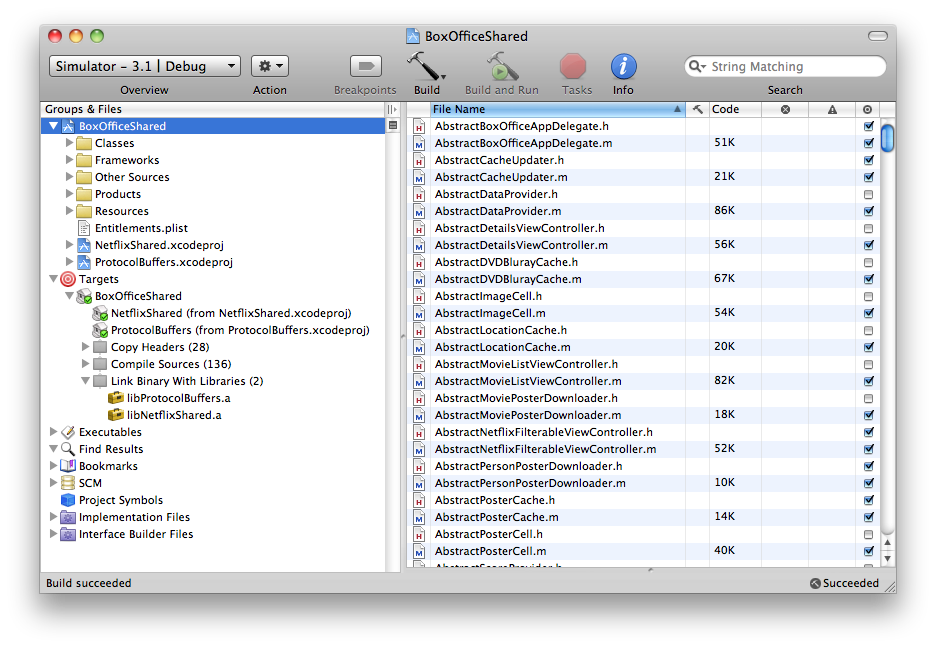 BoxOfficeShared
Simulator – 3.1 | Debug
String Matching
Overview
Action
Breakpoints
Build
Build and Run
Tasks
Info
Search
Groups & Files
BoxOfficeShared
Classes
Frameworks
Other Sources
Products
Resources
Entitlements.plist
NetflixShared.xcodeproj
ProtocolBuffers.xcodeproj
Targets
BoxOfficeShared
NetflixShared (from NetflixShared.xcodeproj)
ProtocolBuffers (from ProtocolBuffers.xcodeproj)
Copy Headers (28)
Compile Sources (136)
Link Binary With Libraries (2)
libProtocolBuffers.a
libNetflixShared.a
Executables
Find Results
Bookmarks
SCM
Project Symbols
Implementation Files
Interface Builder Files
File Name Code
AbstractBoxOfficeAppDelegate.h
AbstractBoxOfficeAppDelegate.m 51K
AbstractCacheUpdater.h
AbstractCacheUpdater.m 21K
AbstractDataProvider.h
AbstractDataProvider.m 86K
AbstractDetailsViewController.h
AbstractDetailsViewController.m 56K
AbstractDVDBlurayCache.h
AbstractDVDBlurayCache.m 67K
AbstractImageCell.h
AbstractImageCell.m 54K
AbstractLocationCache.h
AbstractLocationCache.m 20K
AbstractMovieListViewController.h
AbstractMovieListViewController.m 82K
AbstractMoviePosterDownloader.h
AbstractMoviePosterDownloader.m 18K
AbstractNetflixFilterableViewController.h
AbstractNetflixFilterableViewController.m 52K
AbstractPersonPosterDownloader.h
AbstractPersonPosterDownloader.m 10K
AbstractPosterCache.h
AbstractPosterCache.m 14K
AbstractPosterCell.h
AbstractPosterCell.m 40K
AbstractScoreProvider.h
Build succeeded
Succeeded